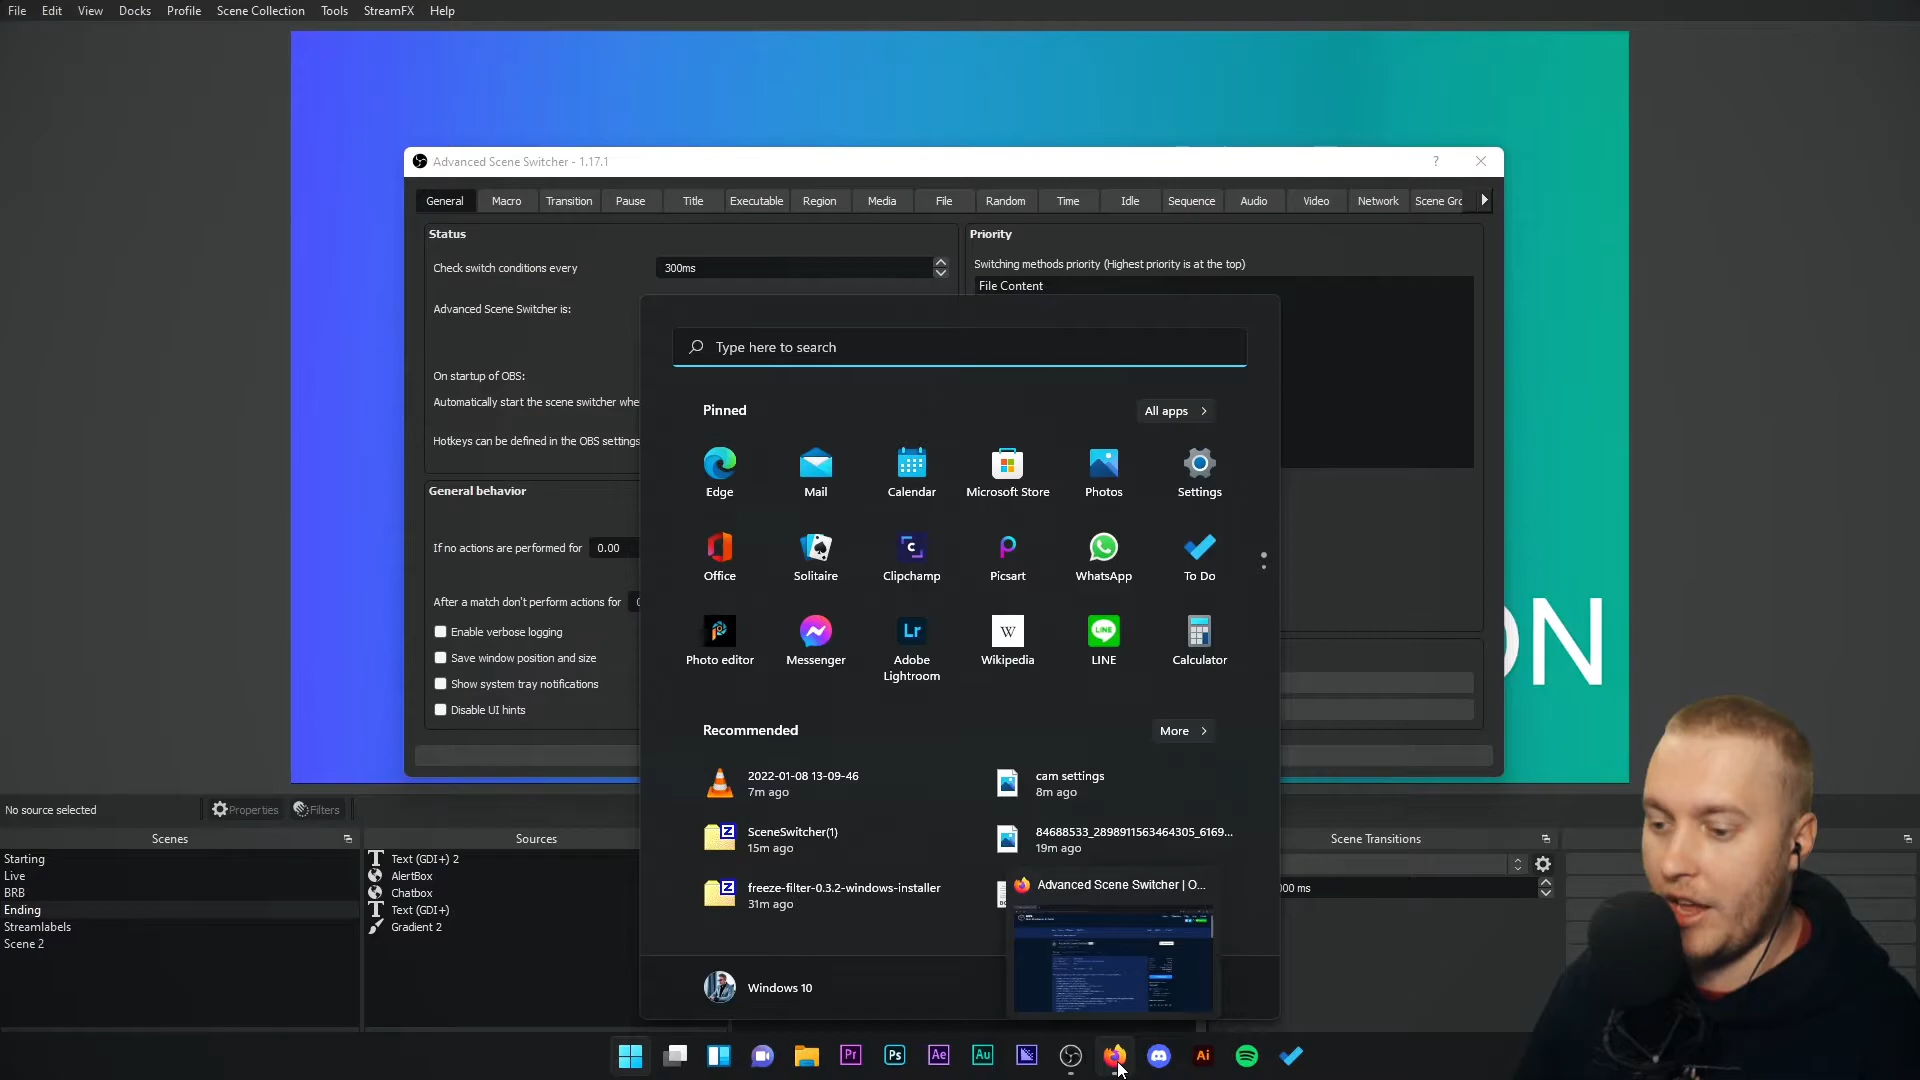 File Edit View Docks Profile Scene Collection Tools StreamFX Help
Advanced Scene Switcher - 1.17.1
?
General Macro Transition Pause Title Executable Region Media File Random Time Idle Sequence Audio Video Network Scene Grc
Status
Check switch conditions every 300ms
Advanced Scene Switcher is:
On startup of OBS:
Automatically start the scene switcher whe
Hotkeys can be defined in the OBS settings
General behavior
If no actions are performed for 0.00
After a match don't perform actions for
Enable verbose logging
Save window position and size
Show system tray notifications
Disable UI hints
Priority
Switching methods priority (Highest priority is at the top)
File Content
ON
Type here to search
Pinned
All apps
Edge Mail Calendar Microsoft Store Photos Settings
Office Solitaire Clipchamp Picsart WhatsApp To Do
Photo editor Messenger Adobe Lightroom Wikipedia LINE Calculator
Recommended
More
2022-01-08 13-09-46
7m ago
cam settings
8m ago
SceneSwitcher(1)
15m ago
84688533_2898911563464305_6169...
19m ago
freeze-filter-0.3.2-windows-installer
31m ago
Advanced Scene Switcher | O...
Windows 10
No source selected
Properties
Filters
Scenes
Starting
Live
BRB
Ending
Streamlabels
Scene 2
Sources
Text (GDI+) 2
AlertBox
Chatbox
Text (GDI+)
Gradient 2
Scene Transitions
000 ms
Pr Ps Ae Au Ai